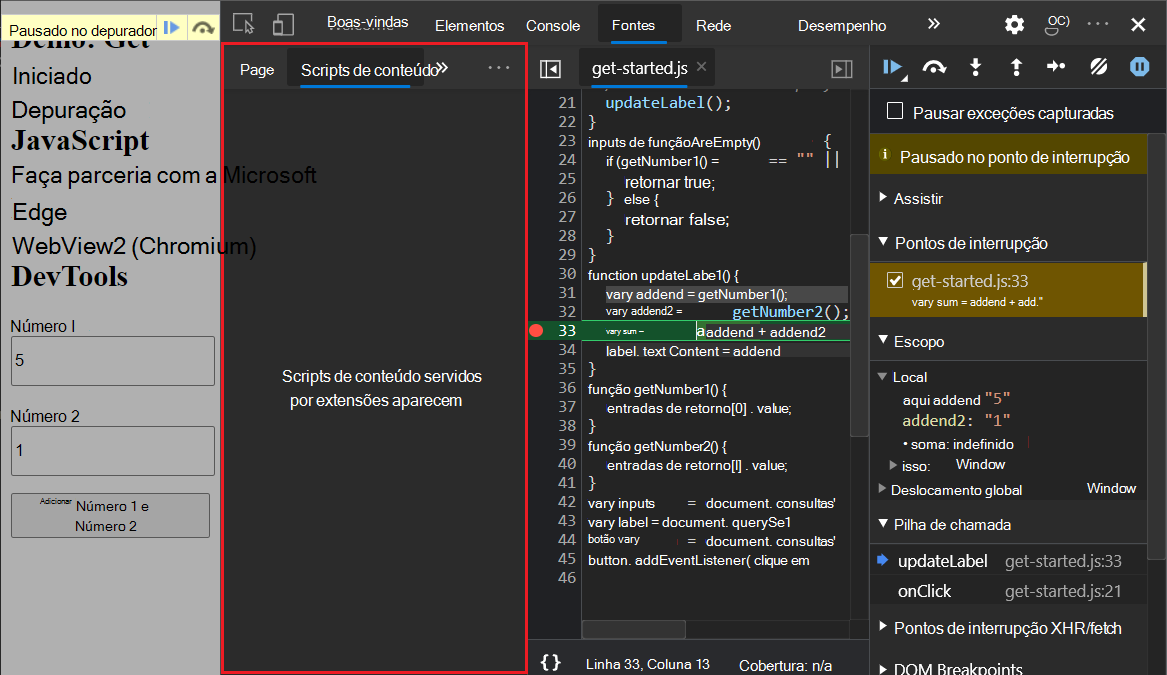 Pausado no depurador
Demo: Get
Iniciado
Depuração
JavaScript
Faça parceria com a Microsoft
Edge
WebView2 (Chromium)
DevTools
Número I
5
Número 2
1
Adicionar Número 1 e
Número 2
Boas-vindas
Elementos
Console
Fontes
Rede
Desempenho
Page
Scripts de conteúdo
Scripts de conteúdo servidos
por extensões aparecem
get-started.js
21 updateLabel();
22 }
23 inputs de funçãoAreEmpty() {
24 if (getNumber1() = == "" ||
25 retornar true;
26 } else {
27 retornar false;
28 }
29 }
30 function updateLabe1() {
31 vary addend = getNumber1();
32 vary addend2 = getNumber2();
33 vary sum – aaddend + addend2
34 label. text Content = addend
35 }
36 função getNumber1() {
37 entradas de retorno[0] . value;
38 }
39 função getNumber2() {
40 entradas de retorno[l] . value;
41 }
42 vary inputs = document. consultas'
43 vary label = document. querySe1
44 botão vary = document. consultas'
45 button. addEventListener( clique em
46
{} Linha 33, Coluna 13 Cobertura: n/a
Pausar exceções capturadas
Pausado no ponto de interrupção
Assistir
Pontos de interrupção
get-started.js:33
vary sum = addend + add."
Escopo
Local
aqui addend "5"
addend2: "1"
• soma: indefinido
isso: Window
Deslocamento global Window
Pilha de chamada
updateLabel get-started.js:33
onClick get-started.js:21
Pontos de interrupção XHR/fetch
DOM Breakpoints